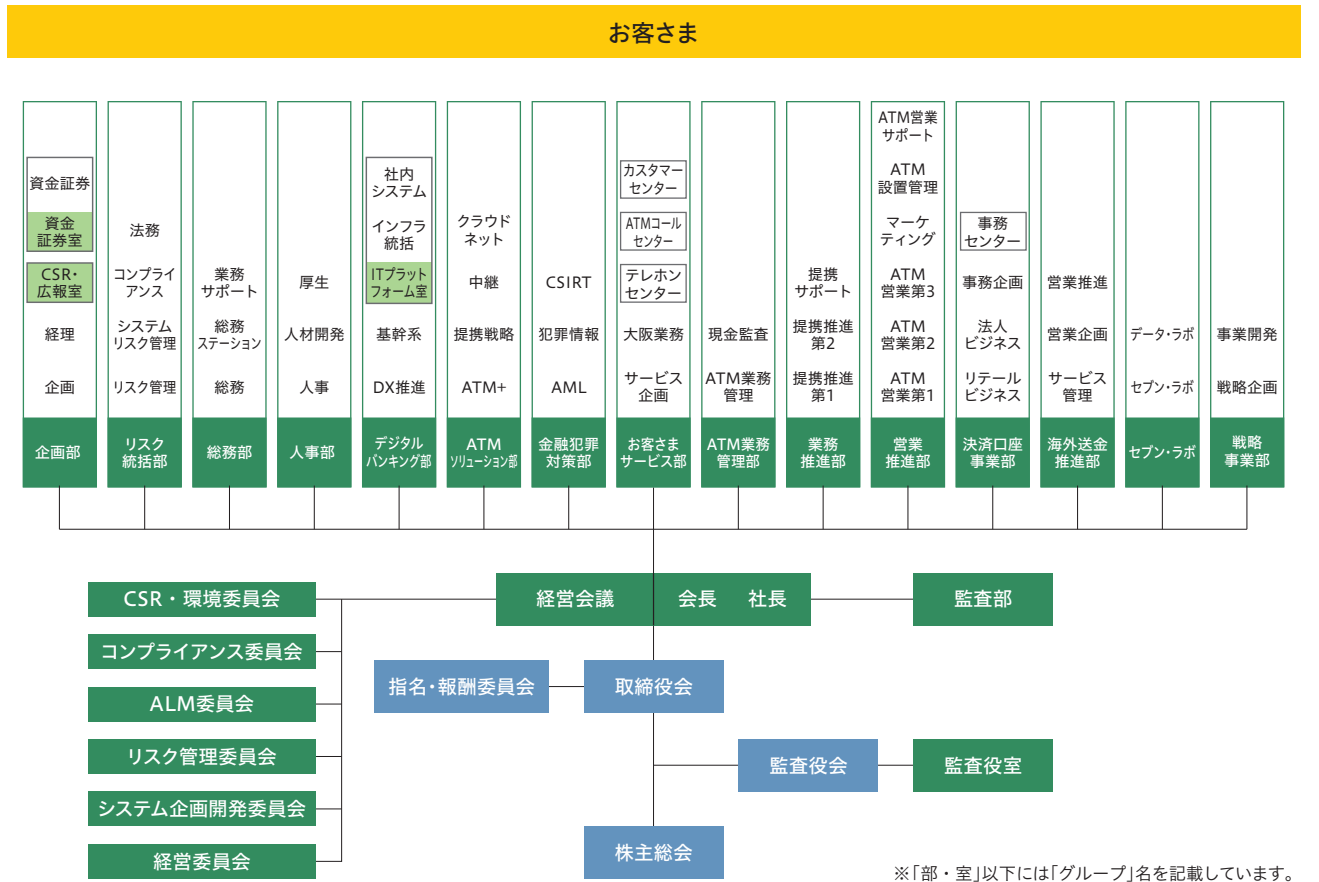 お客さま
資金証券
資金
証券室
CSR・
広報室
経理
企画
企画部
法務
コンプライ
アンス
システム
リスク管理
リスク管理
リスク
統括部
業務
サポート
総務
ステーション
総務
総務部
厚生
人材開発
人事
人事部
社内
システム
インフラ
統括
ITプラット
フォーム室
基幹系
DX推進
デジタル
バンキング部
クラウド
ネット
中継
提携戦略
ATM+
ATM
ソリューション部
CSIRT
犯罪情報
AML
金融犯罪
対策部
カスタマー
センター
ATMコール
センター
テレホン
センター
大阪業務
サービス
企画
お客さま
サービス部
現金監査
ATM業務
管理
ATM業務
管理部
提携
サポート
提携推進
第2
提携推進
第1
業務
推進部
ATM営業
サポート
ATM
設置管理
マーケ
ティング
ATM
営業第3
ATM
営業第2
ATM
営業第1
営業
推進部
事務
センター
事務企画
法人
ビジネス
リテール
ビジネス
決済口座
事業部
営業推進
営業企画
サービス
管理
海外送金
推進部
データ・ラボ
セブン・ラボ
セブン・ラボ
事業開発
戦略企画
戦略
事業部
CSR・環境委員会
経営会議
会長 社長
監査部
コンプライアンス委員会
指名・報酬委員会
取締役会
ALM委員会
リスク管理委員会
監査役会
監査役室
システム企画開発委員会
経営委員会
株主総会
※「部・室」以下には「グループ」名を記載しています。